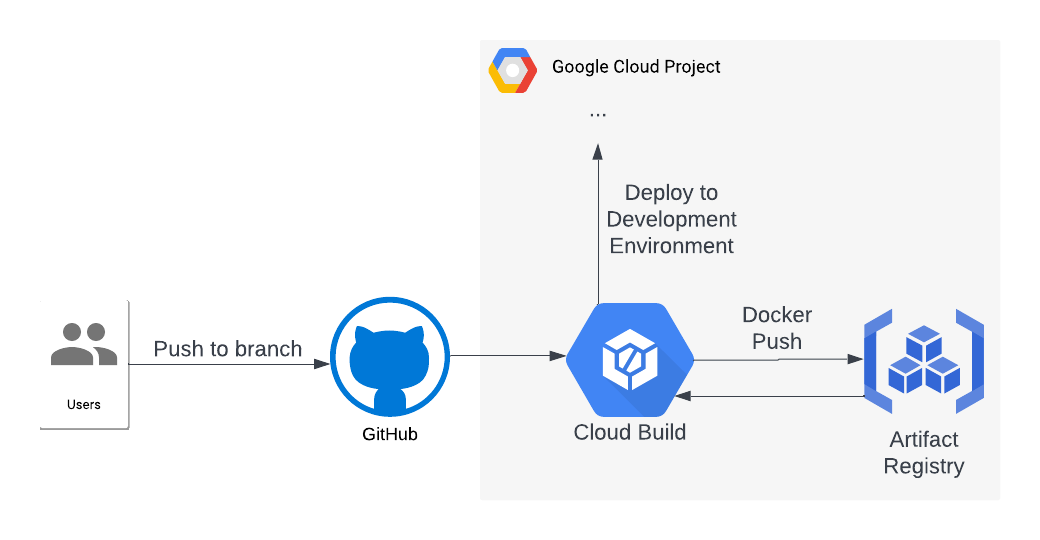 Google Cloud Project
...
Deploy to
Development
Environment
Docker
Push
Push to branch
Users
GitHub
Cloud Build
Artifact
Registry